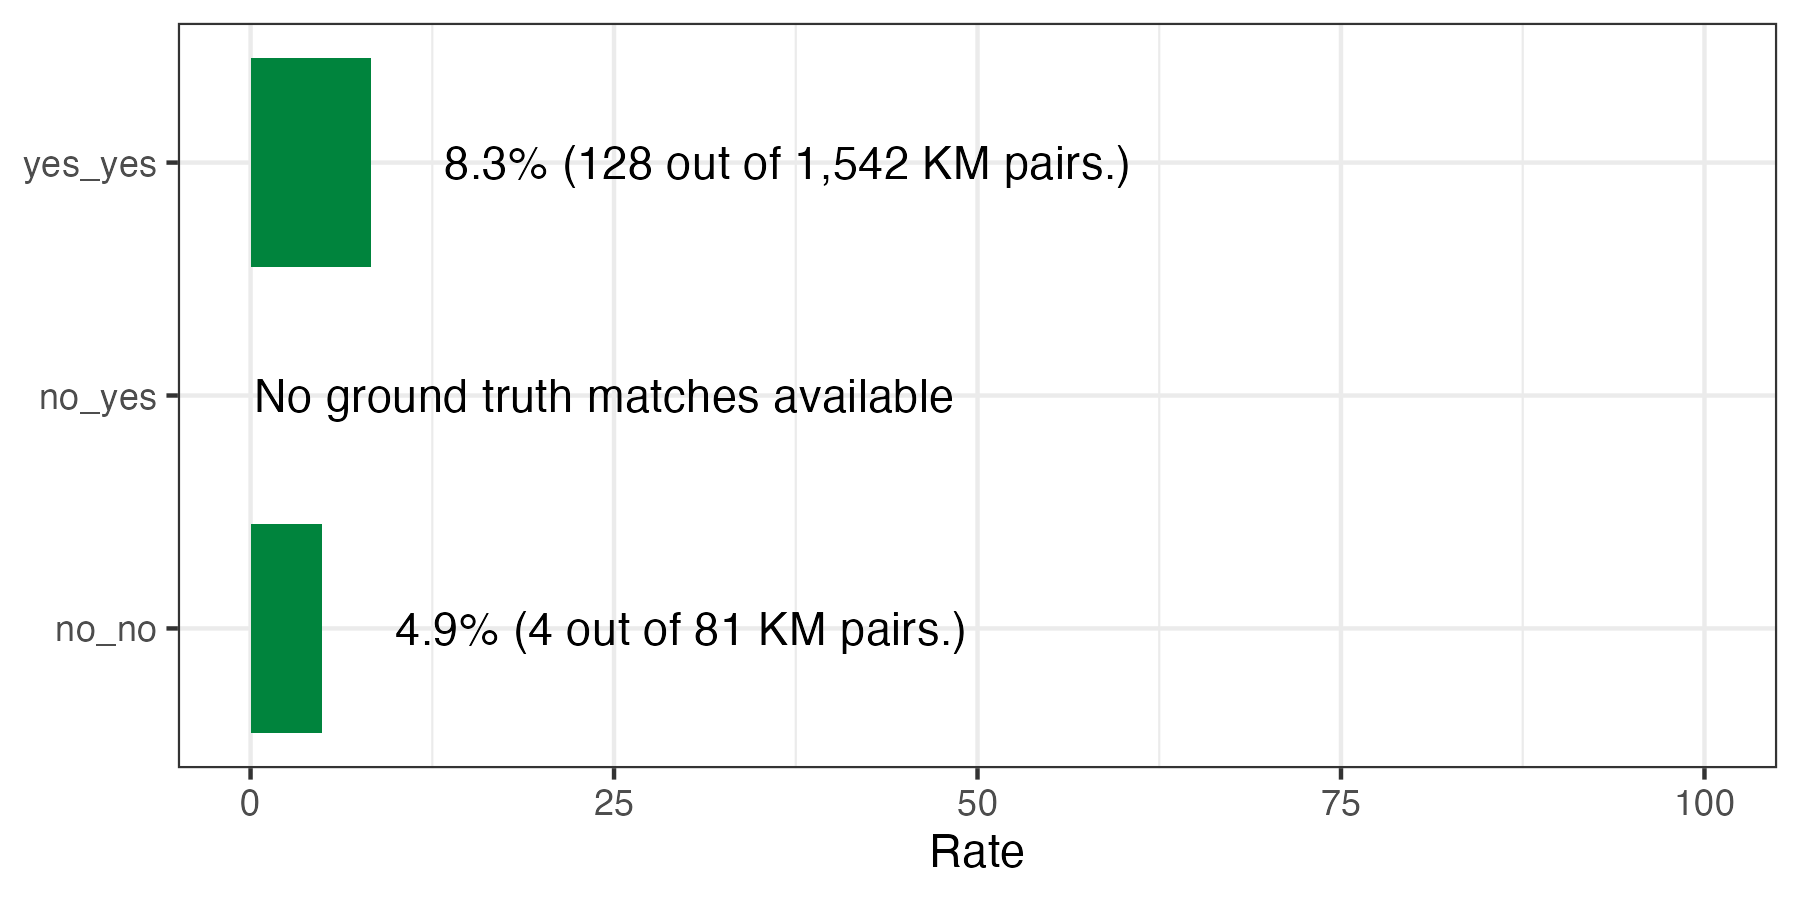 yes_yes
8.3% (128 out of 1,542 KM pairs.)
no_yes
No ground truth matches available
no_no
4.9% (4 out of 81 KM pairs.)
0 25 50 75 100
Rate